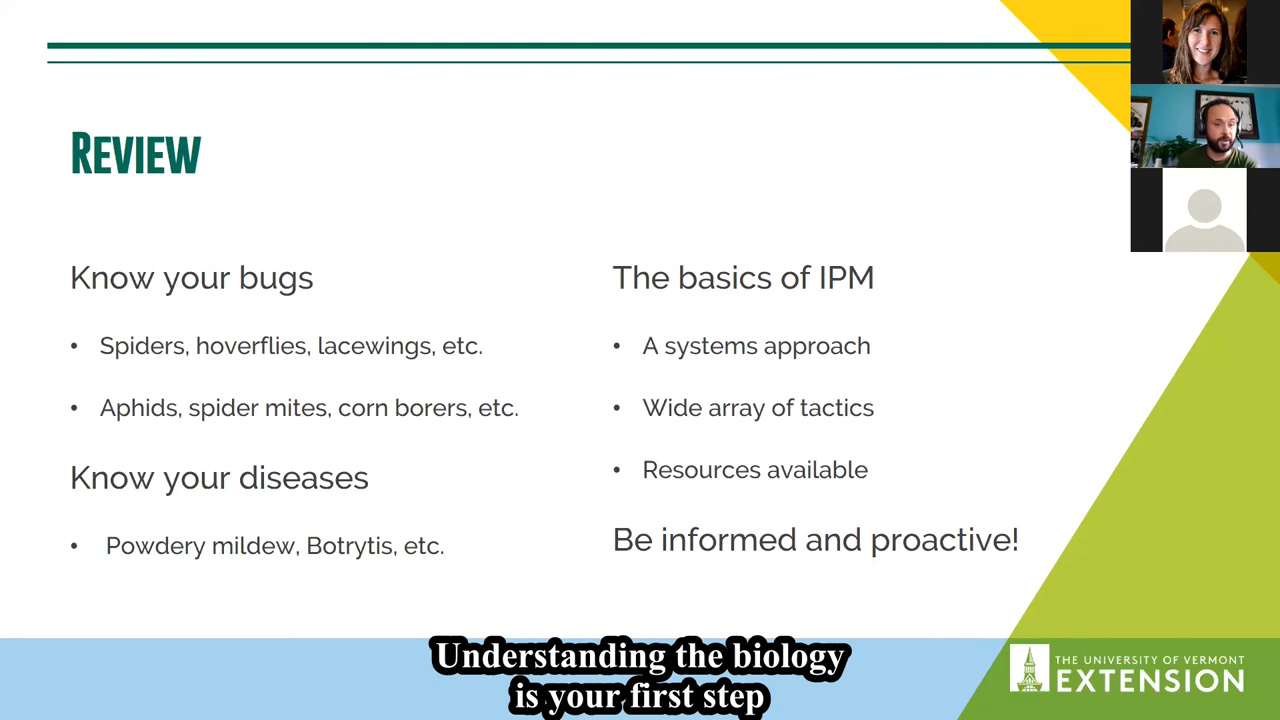 REVIEW
Know your bugs
• Spiders, hoverflies, lacewings, etc.
• Aphids, spider mites, corn borers, etc.
Know your diseases
• Powdery mildew, Botrytis, etc.
The basics of IPM
• A systems approach
• Wide array of tactics
• Resources available
Be informed and proactive!
Understanding the biology
is your first step
THE UNIVERSITY OF VERMONT
EXTENSION